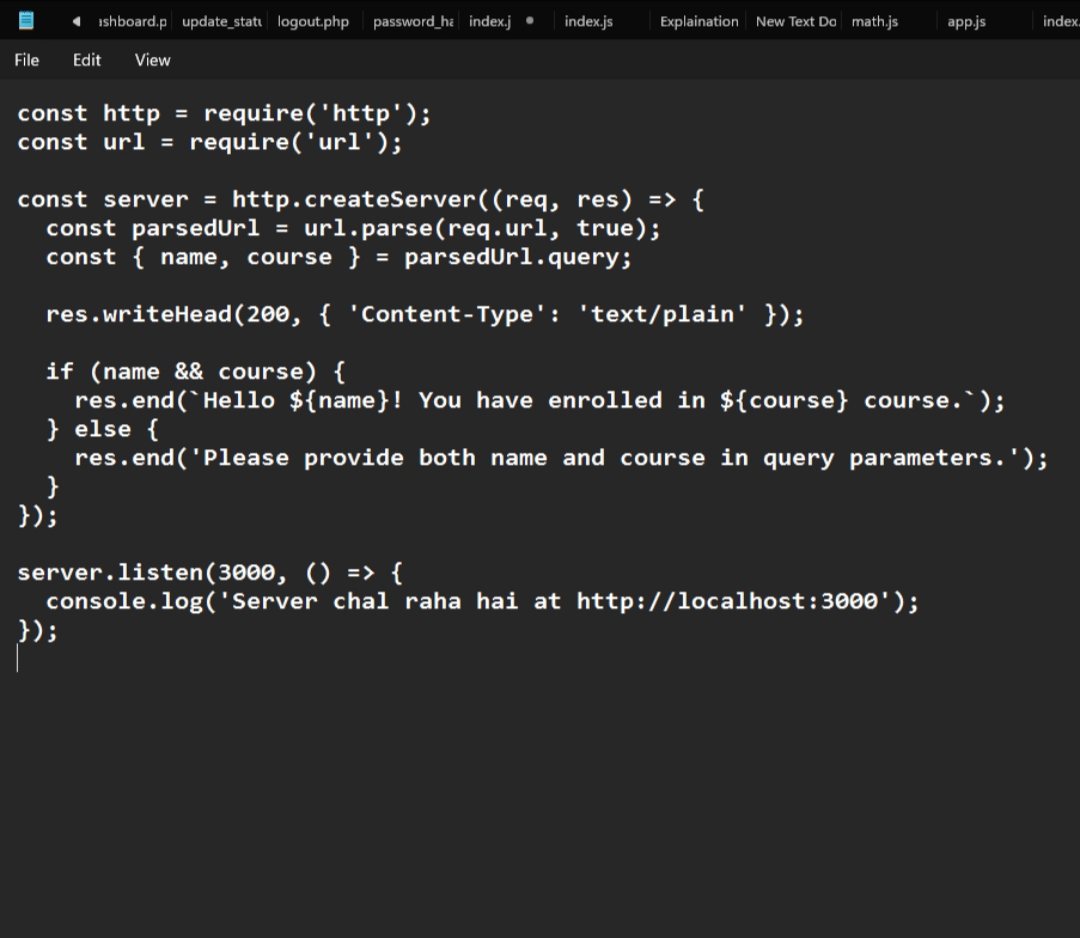 ashboard.p update_statu logout.php password_ha index.j index.js Explaination New Text Do math.js app.js index.
File Edit View
const http = require('http');
const url = require('url');
const server = http.createServer((req, res) => {
const parsedUrl = url.parse(req.url, true);
const { name, course } = parsedUrl.query;
res.writeHead(200, { 'Content-Type': 'text/plain' });
if (name && course) {
res.end(`Hello ${name}! You have enrolled in ${course} course.`);
} else {
res.end('Please provide both name and course in query parameters.');
}
});
server.listen(3000, () => {
console.log('Server chal raha hai at http://localhost:3000');
});